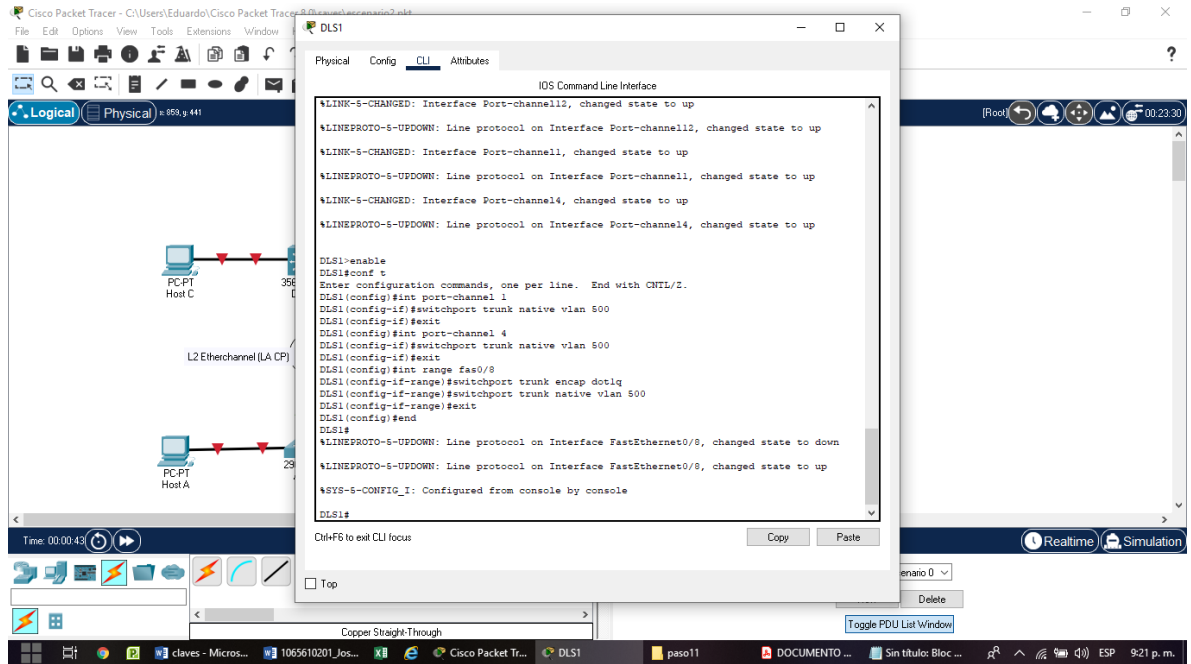 Cisco Packet Tracer - C:\Users\Eduardo\Cisco Packet Tracer 8.0\saves\escenario2.pkt
File Edit Options View Tools Extensions Window
?
Logical Physical x: 859, y: 441
[Root] 00:23:30
PC-PT
Host C
L2 Etherchannel (LA CP)
PC-PT
Host A
DLS1
Physical Config CLI Attributes
IOS Command Line Interface
%LINK-5-CHANGED: Interface Port-channel12, changed state to up
%LINEPROTO-5-UPDOWN: Line protocol on Interface Port-channel12, changed state to up
%LINK-5-CHANGED: Interface Port-channel1, changed state to up
%LINEPROTO-5-UPDOWN: Line protocol on Interface Port-channel1, changed state to up
%LINK-5-CHANGED: Interface Port-channel4, changed state to up
%LINEPROTO-5-UPDOWN: Line protocol on Interface Port-channel4, changed state to up
DLS1>enable
DLS1#conf t
Enter configuration commands, one per line. End with CNTL/Z.
DLS1(config)#int port-channel 1
DLS1(config-if)#switchport trunk native vlan 500
DLS1(config-if)#exit
DLS1(config)#int port-channel 4
DLS1(config-if)#switchport trunk native vlan 500
DLS1(config-if)#exit
DLS1(config)#int range fas0/8
DLS1(config-if-range)#switchport trunk encap dot1q
DLS1(config-if-range)#switchport trunk native vlan 500
DLS1(config-if-range)#exit
DLS1(config)#end
DLS1#
%LINEPROTO-5-UPDOWN: Line protocol on Interface FastEthernet0/8, changed state to down
%LINEPROTO-5-UPDOWN: Line protocol on Interface FastEthernet0/8, changed state to up
%SYS-5-CONFIG_I: Configured from console by console
DLS1#
Ctrl+F6 to exit CLI focus
Copy Paste
Top
Time: 00:00:43
Realtime Simulation
enario 0
Delete
Toggle PDU List Window
Copper Straight-Through
claves - Micros... 1065610201_Jos... Cisco Packet Tr... DLS1 paso11 DOCUMENTO ... Sin título: Bloc ... ESP 9:21 p. m.